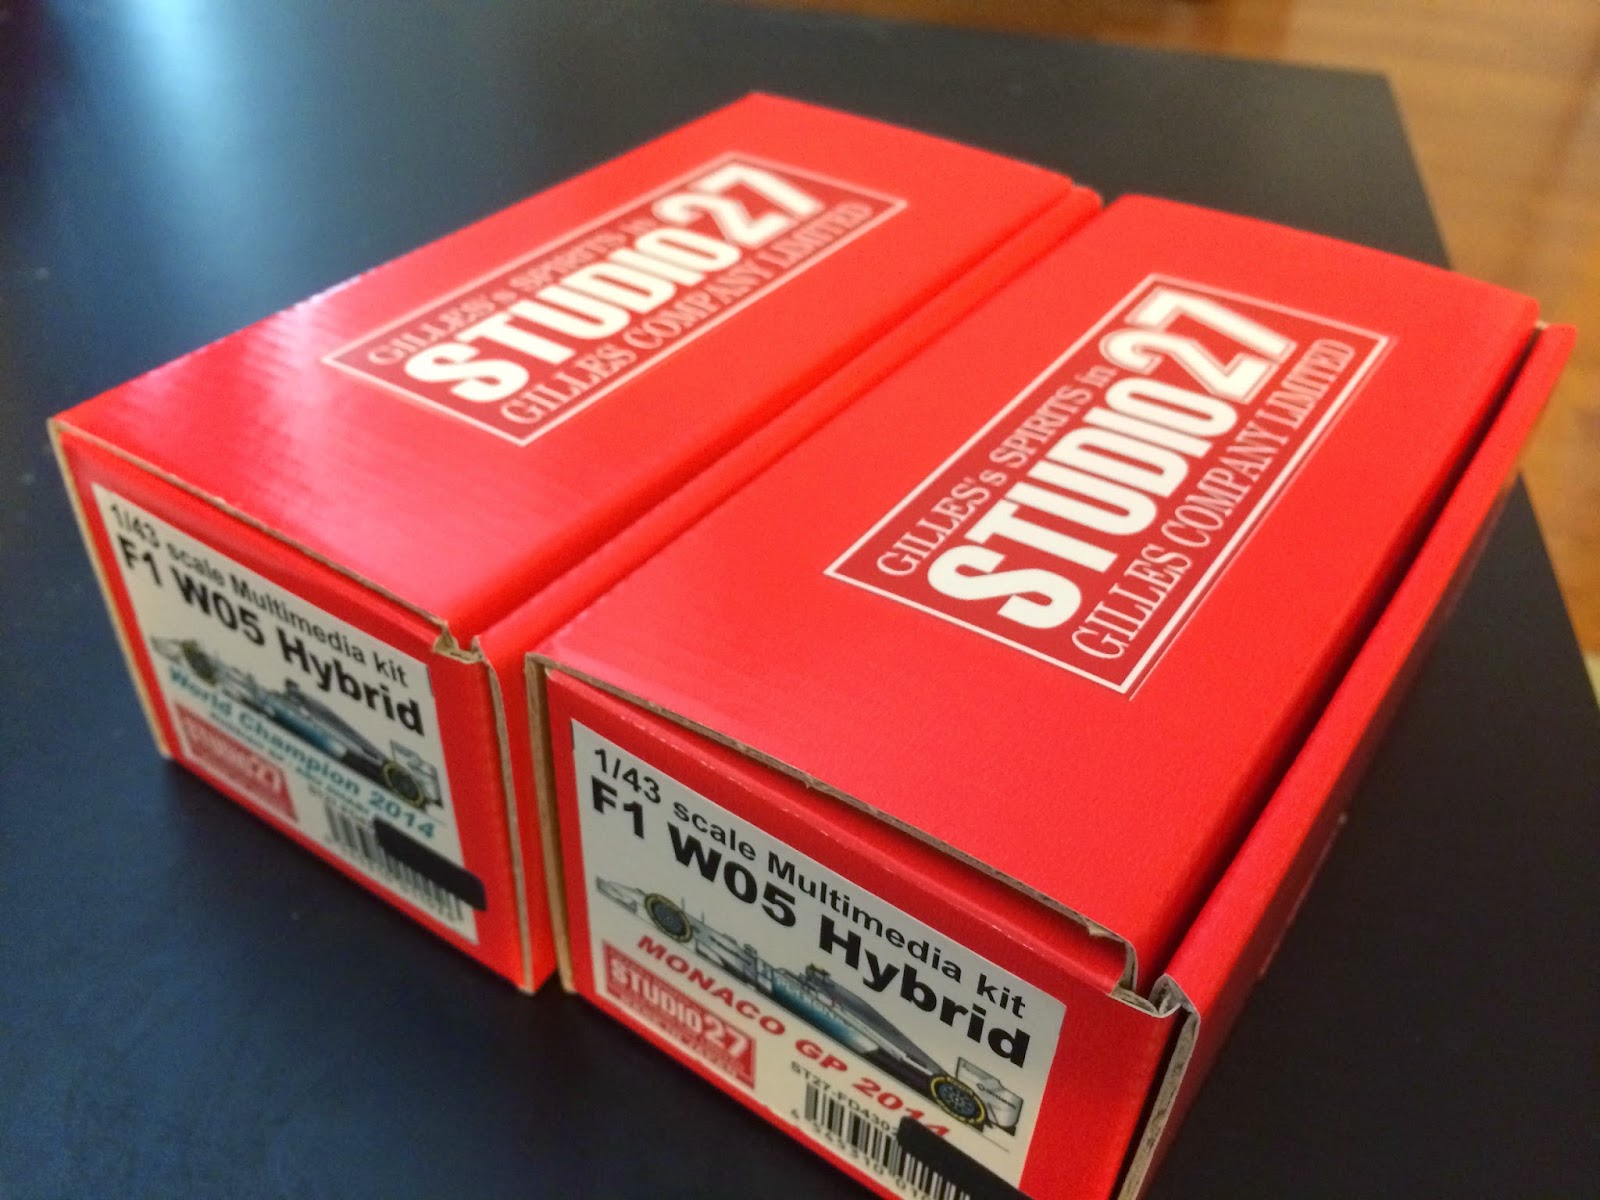 GILLES's SPIRITS in
STUDIO27
GILLES COMPANY LIMITED
1/43 scale Multimedia kit
F1 W05 Hybrid
World Champion 2014
STUDIO27
GILLES's SPIRITS in
STUDIO27
GILLES COMPANY LIMITED
1/43 scale Multimedia kit
F1 W05 Hybrid
MONACO GP 2014
STUDIO27